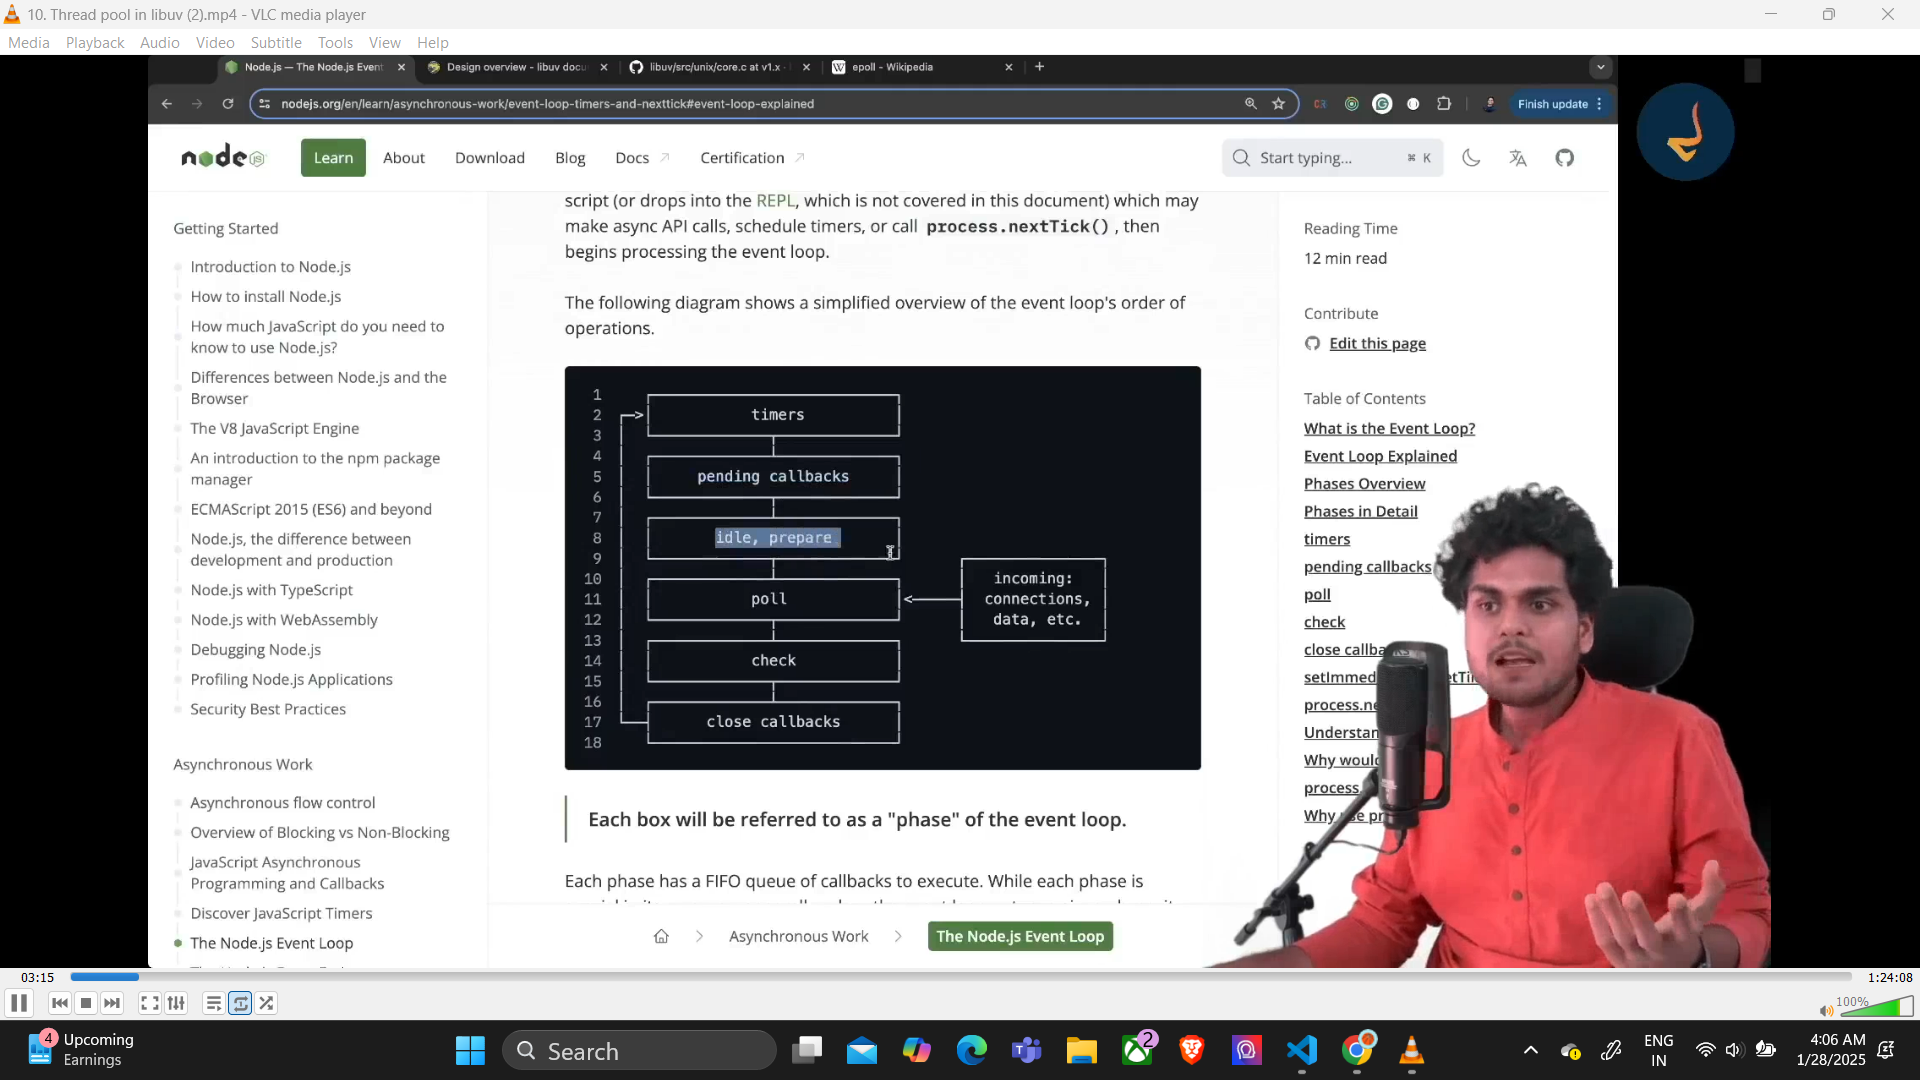 10. Thread pool in libuv (2).mp4 - VLC media player
Media Playback Audio Video Subtitle Tools View Help
Node.js — The Node.js Event
Design overview - libuv docu
libuv/src/unix/core.c at v1.x ·
epoll - Wikipedia
nodejs.org/en/learn/asynchronous-work/event-loop-timers-and-nexttick#event-loop-explained
Finish update
node
Learn About Download Blog Docs Certification
Start typing... ⌘ K
Getting Started
Introduction to Node.js
How to install Node.js
How much JavaScript do you need to
know to use Node.js?
Differences between Node.js and the
Browser
The V8 JavaScript Engine
An introduction to the npm package
manager
ECMAScript 2015 (ES6) and beyond
Node.js, the difference between
development and production
Node.js with TypeScript
Node.js with WebAssembly
Debugging Node.js
Profiling Node.js Applications
Security Best Practices
Asynchronous Work
Asynchronous flow control
Overview of Blocking vs Non-Blocking
JavaScript Asynchronous
Programming and Callbacks
Discover JavaScript Timers
The Node.js Event Loop
script (or drops into the REPL, which is not covered in this document) which may
make async API calls, schedule timers, or call process.nextTick() , then
begins processing the event loop.
The following diagram shows a simplified overview of the event loop's order of
operations.
1
2 timers
3
4
5 pending callbacks
6
7
8 idle, prepare
9
10 incoming:
11 poll connections,
12 data, etc.
13
14 check
15
16
17 close callbacks
18
Each box will be referred to as a "phase" of the event loop.
Each phase has a FIFO queue of callbacks to execute. While each phase is
Asynchronous Work
The Node.js Event Loop
Reading Time
12 min read
Contribute
Edit this page
Table of Contents
What is the Event Loop?
Event Loop Explained
Phases Overview
Phases in Detail
timers
pending callbacks
poll
check
close callba
setImmed
process.ne
Understan
Why would
process.
Why
03:15
1:24:08
100%
4
Upcoming
Earnings
Search
2
ENG
IN
4:06 AM
1/28/2025